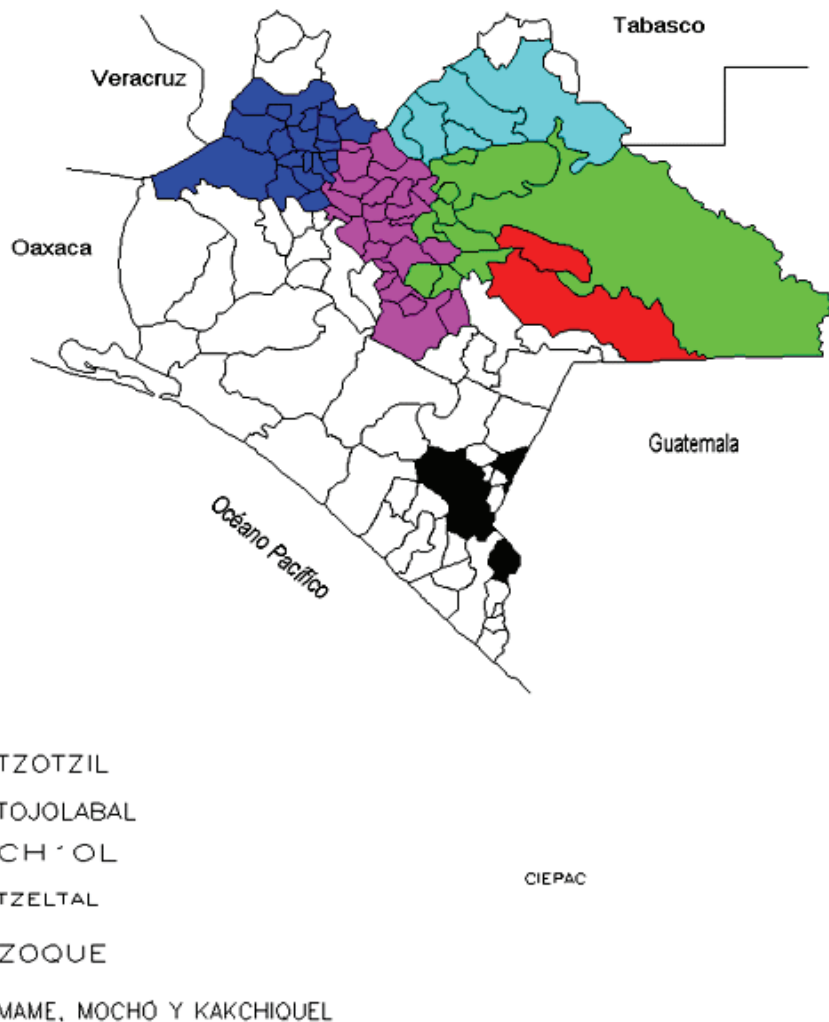 Tabasco
Veracruz
Oaxaca
Guatemala
Océano Pacífico
TZOTZIL
TOJOLABAL
CH´OL
CIEPAC
TZELTAL
ZOQUE
MAME, MOCHÓ Y KAKCHIQUEL